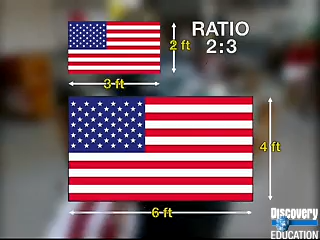 RATIO
2:3
2 ft
3 ft
4 ft
6 ft
Discovery
EDUCATION